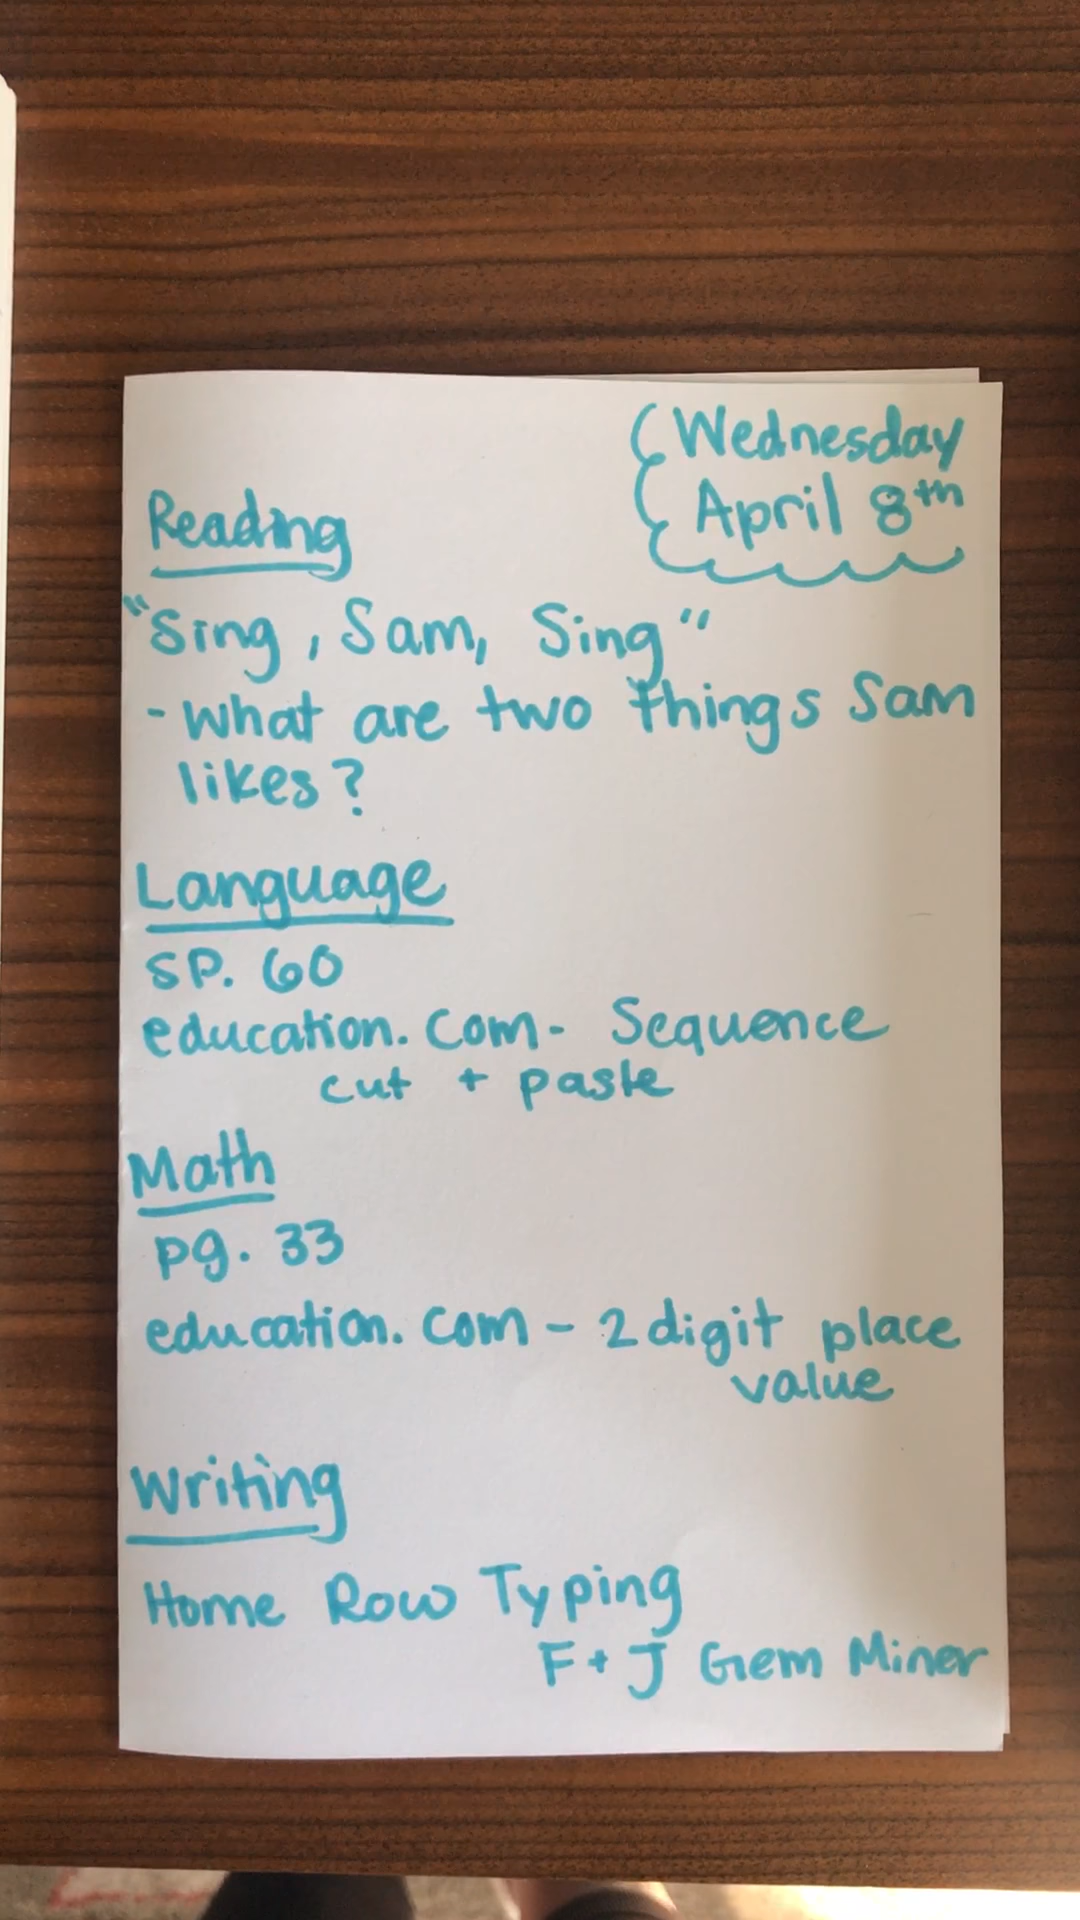 Wednesday
April 8th
Reading
"Sing, Sam, Sing"
- What are two things Sam
likes?
Language
SP. 60
education.com- Sequence
cut + paste
Math
pg. 33
education.com - 2 digit place
value
Writing
Home Row Typing
F + J Gem Miner